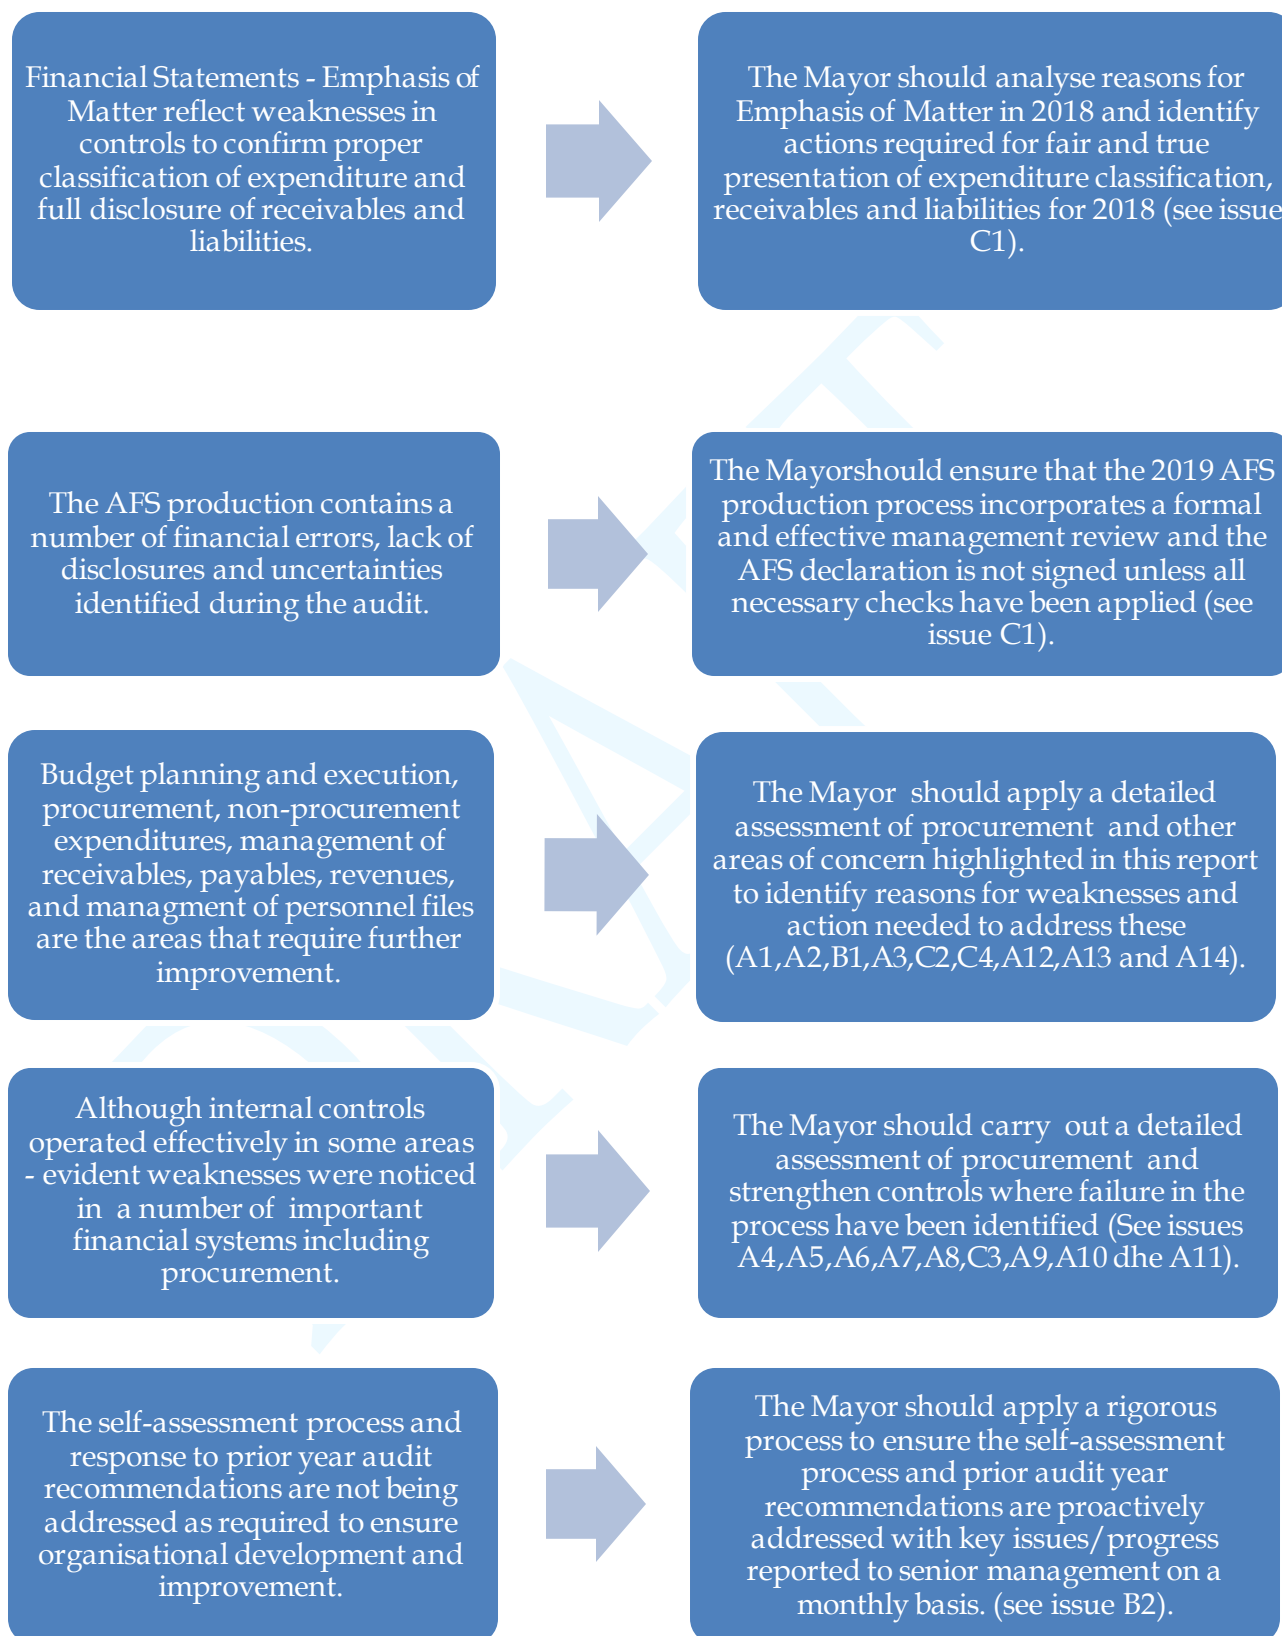 Financial Statements - Emphasis of
Matter reflect weaknesses in
controls to confirm proper
classification of expenditure and
full disclosure of receivables and
liabilities.
The Mayor should analyse reasons for
Emphasis of Matter in 2018 and identify
actions required for fair and true
presentation of expenditure classification,
receivables and liabilities for 2018 (see issue
C1).
The AFS production contains a
number of financial errors, lack of
disclosures and uncertainties
identified during the audit.
The Mayorshould ensure that the 2019 AFS
production process incorporates a formal
and effective management review and the
AFS declaration is not signed unless all
necessary checks have been applied (see
issue C1).
Budget planning and execution,
procurement, non-procurement
expenditures, management of
receivables, payables, revenues,
and managment of personnel files
are the areas that require further
improvement.
The Mayor should apply a detailed
assessment of procurement and other
areas of concern highlighted in this report
to identify reasons for weaknesses and
action needed to address these
(A1,A2,B1,A3,C2,C4,A12,A13 and A14).
Although internal controls
operated effectively in some areas
- evident weaknesses were noticed
in a number of important
financial systems including
procurement.
The Mayor should carry out a detailed
assessment of procurement and
strengthen controls where failure in the
process have been identified (See issues
A4,A5,A6,A7,A8,C3,A9,A10 dhe A11).
The self-assessment process and
response to prior year audit
recommendations are not being
addressed as required to ensure
organisational development and
improvement.
The Mayor should apply a rigorous
process to ensure the self-assessment
process and prior audit year
recommendations are proactively
addressed with key issues/progress
reported to senior management on a
monthly basis. (see issue B2).